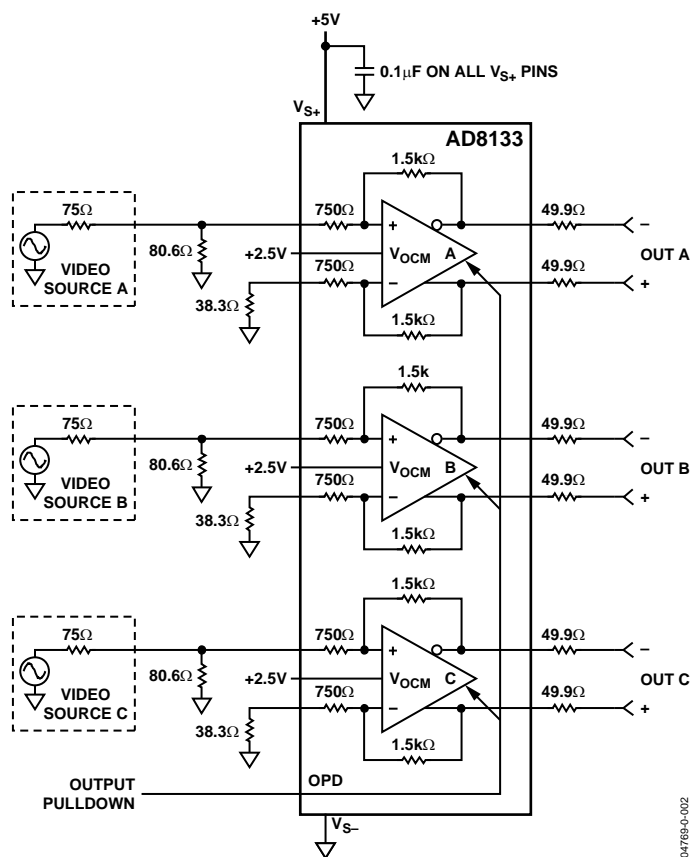 +5V
0.1μF ON ALL VS+ PINS
VS+
AD8133
1.5kΩ
75Ω
750Ω
49.9Ω
+
−
80.6Ω
+2.5V
VOCM
A
OUT A
VIDEO
SOURCE A
750Ω
−
49.9Ω
+
38.3Ω
1.5kΩ
1.5k
75Ω
750Ω
49.9Ω
+
−
80.6Ω
+2.5V
VOCM
B
OUT B
VIDEO
SOURCE B
750Ω
−
49.9Ω
+
38.3Ω
1.5kΩ
1.5kΩ
75Ω
750Ω
49.9Ω
+
−
80.6Ω
+2.5V
VOCM
C
OUT C
VIDEO
SOURCE C
750Ω
−
49.9Ω
+
38.3Ω
1.5kΩ
OUTPUT
PULLDOWN
OPD
VS−
04769-0-002